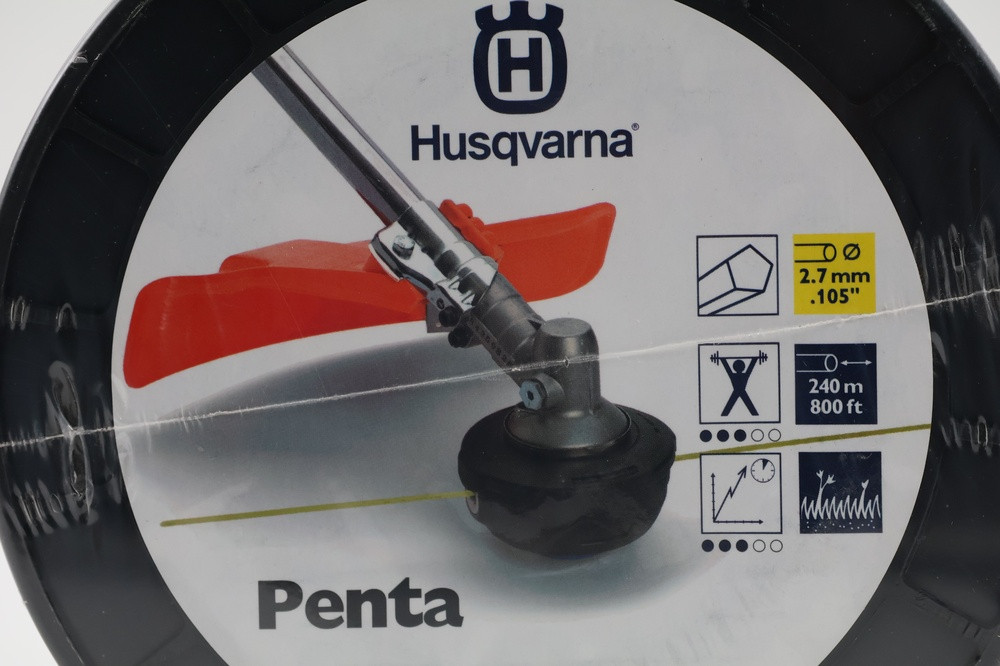 H
Husqvarna®
Ø
2.7 mm
.105"
240 m
800 ft
Penta